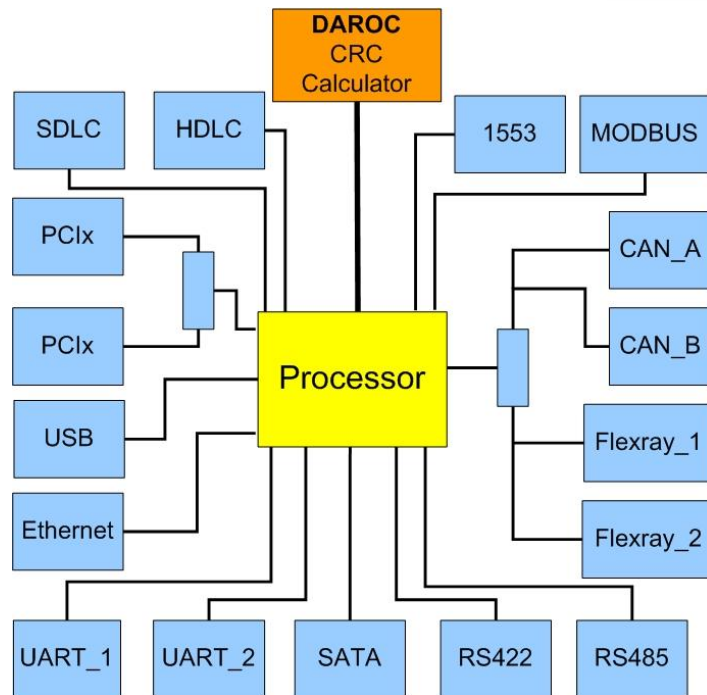 DAROC
CRC
Calculator
SDLC
HDLC
1553
MODBUS
PCIx
CAN_A
PCIx
Processor
CAN_B
USB
Flexray_1
Ethernet
Flexray_2
UART_1
UART_2
SATA
RS422
RS485